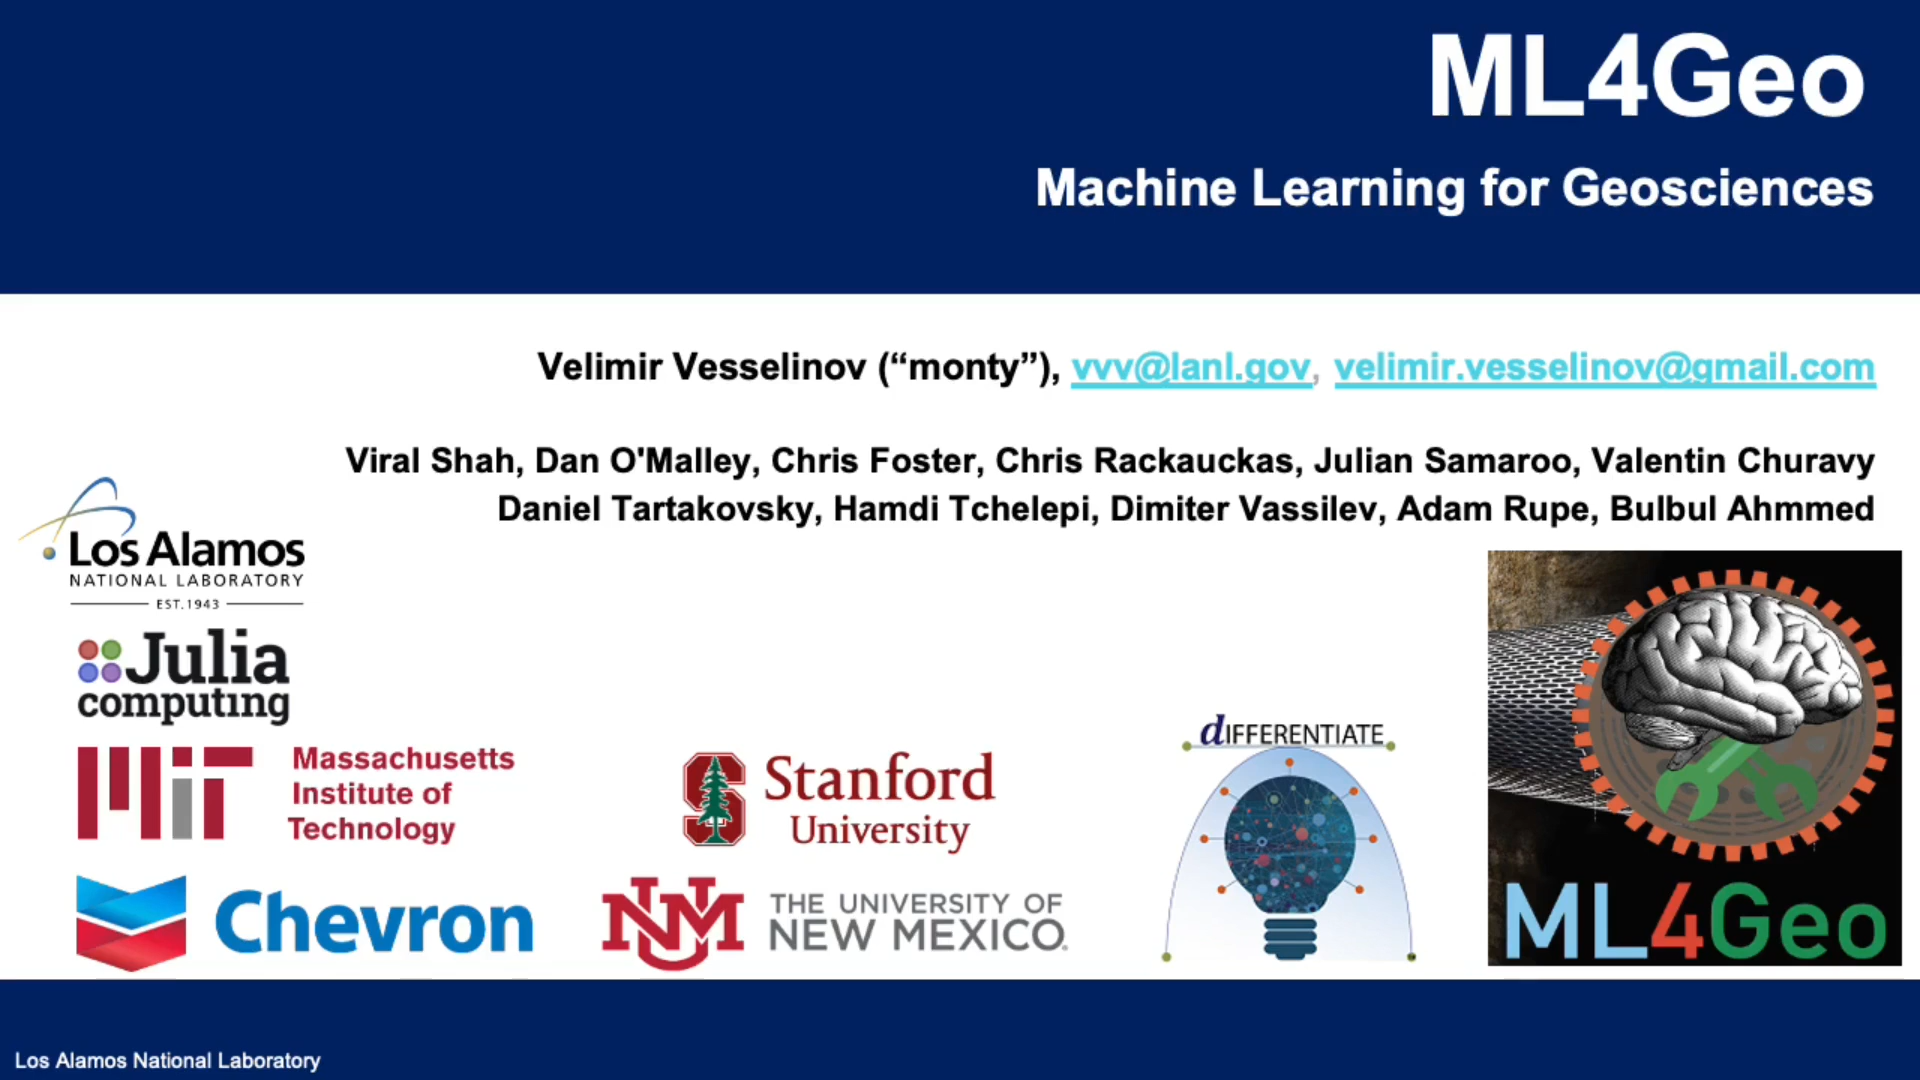 ML4Geo
Machine Learning for Geosciences
Velimir Vesselinov (“monty”), vvv@lanl.gov, velimir.vesselinov@gmail.com
Viral Shah, Dan O'Malley, Chris Foster, Chris Rackauckas, Julian Samaroo, Valentin Churavy
Daniel Tartakovsky, Hamdi Tchelepi, Dimiter Vassilev, Adam Rupe, Bulbul Ahmmed
Los Alamos
NATIONAL LABORATORY
EST.1943
Julia
computing
MIT
Massachusetts
Institute of
Technology
Stanford
University
Chevron
UNM
THE UNIVERSITY OF
NEW MEXICO.
dIFFERENTIATE
ML4Geo
Los Alamos National Laboratory